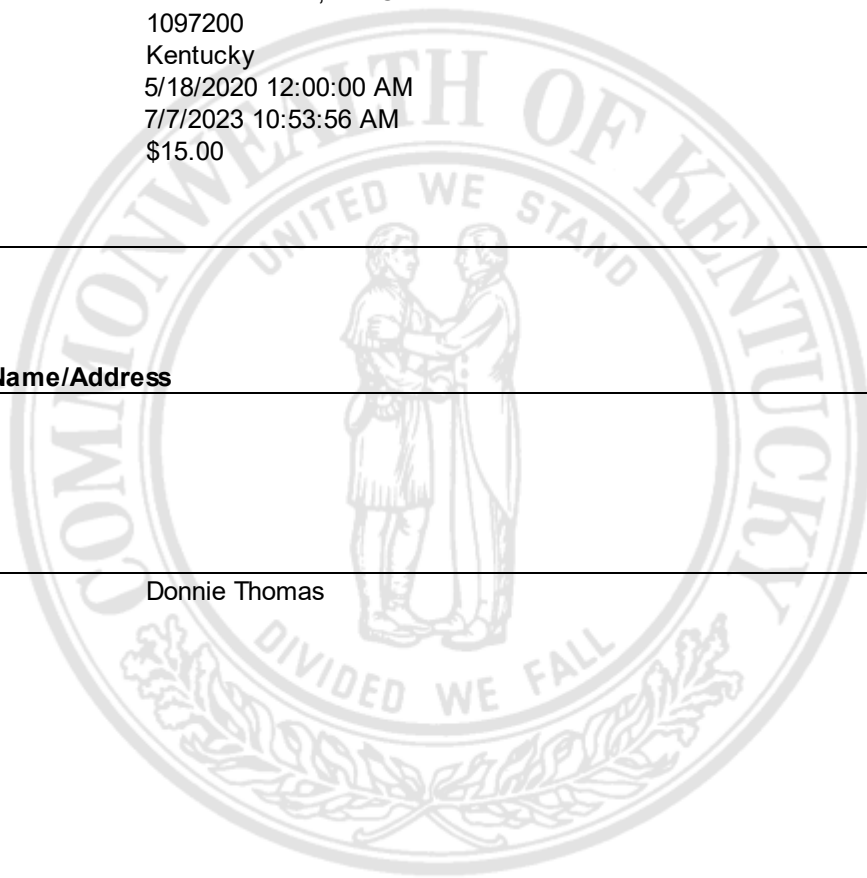 1097200
Kentucky
5/18/2020 12:00:00 AM
7/7/2023 10:53:56 AM
$15.00
Name/Address
Donnie Thomas
COMMONWEALTH OF KENTUCKY
UNITED WE STAND
DIVIDED WE FALL